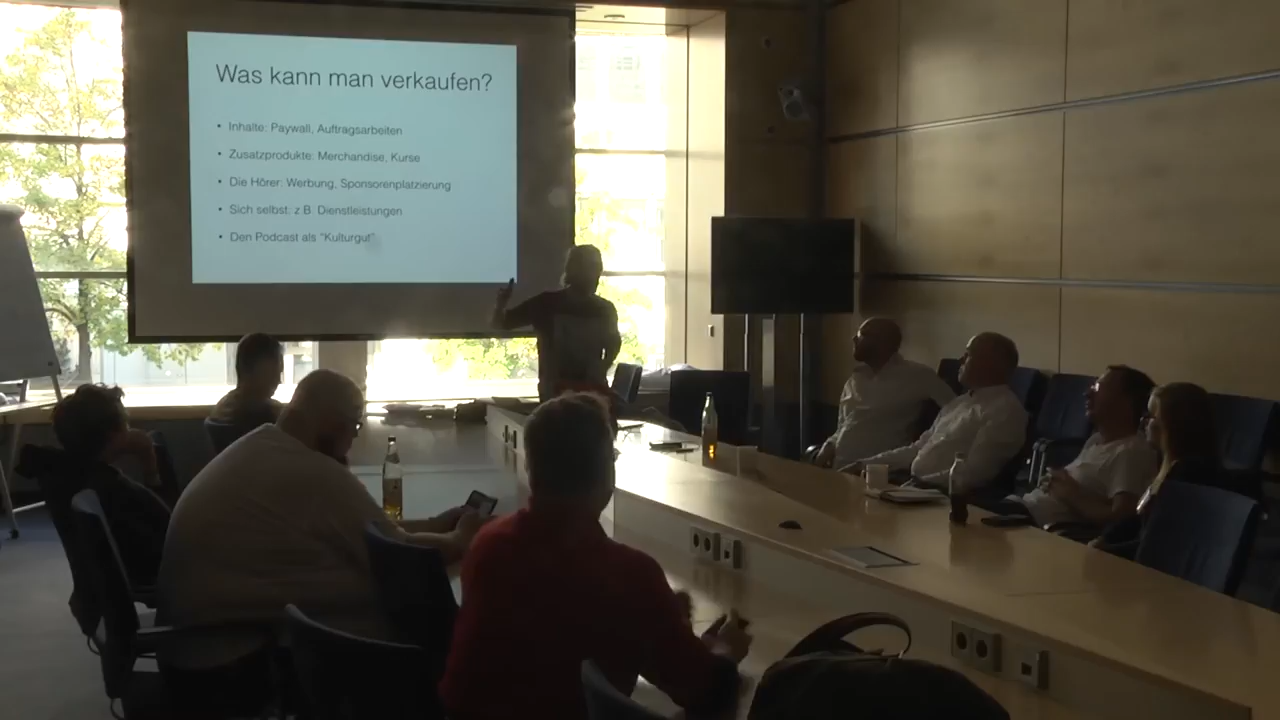 Was kann man verkaufen?
• Inhalte: Paywall, Auftragsarbeiten
• Zusatzprodukte: Merchandise, Kurse
• Die Hörer: Werbung, Sponsorenplatzierung
• Sich selbst: z.B. Dienstleistungen
• Den Podcast als "Kulturgut"